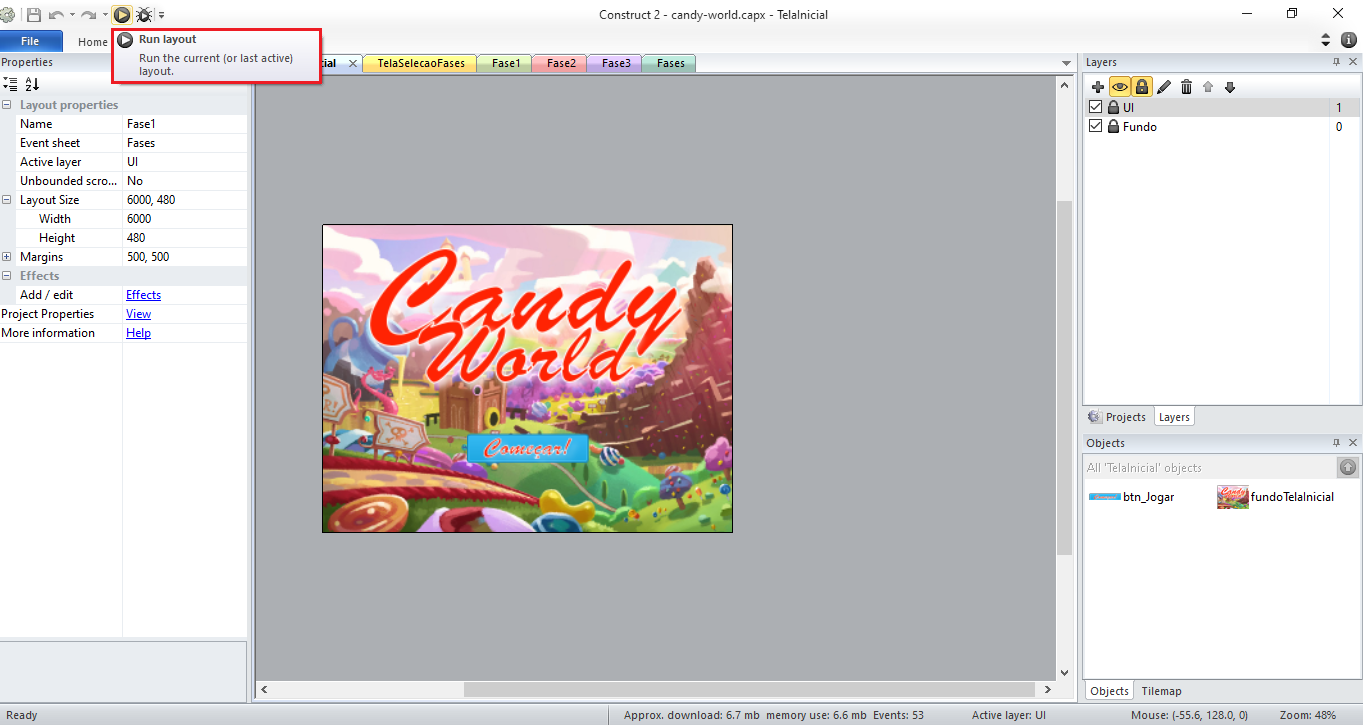 Construct 2 - candy-world.capx - TelaInicial
File
Home
Run layout
Run the current (or last active)
layout.
ial
TelaSelecaoFases
Fase1
Fase2
Fase3
Fases
Properties
Layout properties
Name Fase1
Event sheet Fases
Active layer UI
Unbounded scro... No
Layout Size 6000, 480
Width 6000
Height 480
Margins 500, 500
Effects
Add / edit Effects
Project Properties View
More information Help
Candy
World
Começar!
Layers
UI 1
Fundo 0
Projects
Layers
Objects
All 'TelaInicial' objects
btn_Jogar
fundoTelaInicial
Objects
Tilemap
Ready
Approx. download: 6.7 mb memory use: 6.6 mb Events: 53
Active layer: UI
Mouse: (-55.6, 128.0, 0)
Zoom: 48%